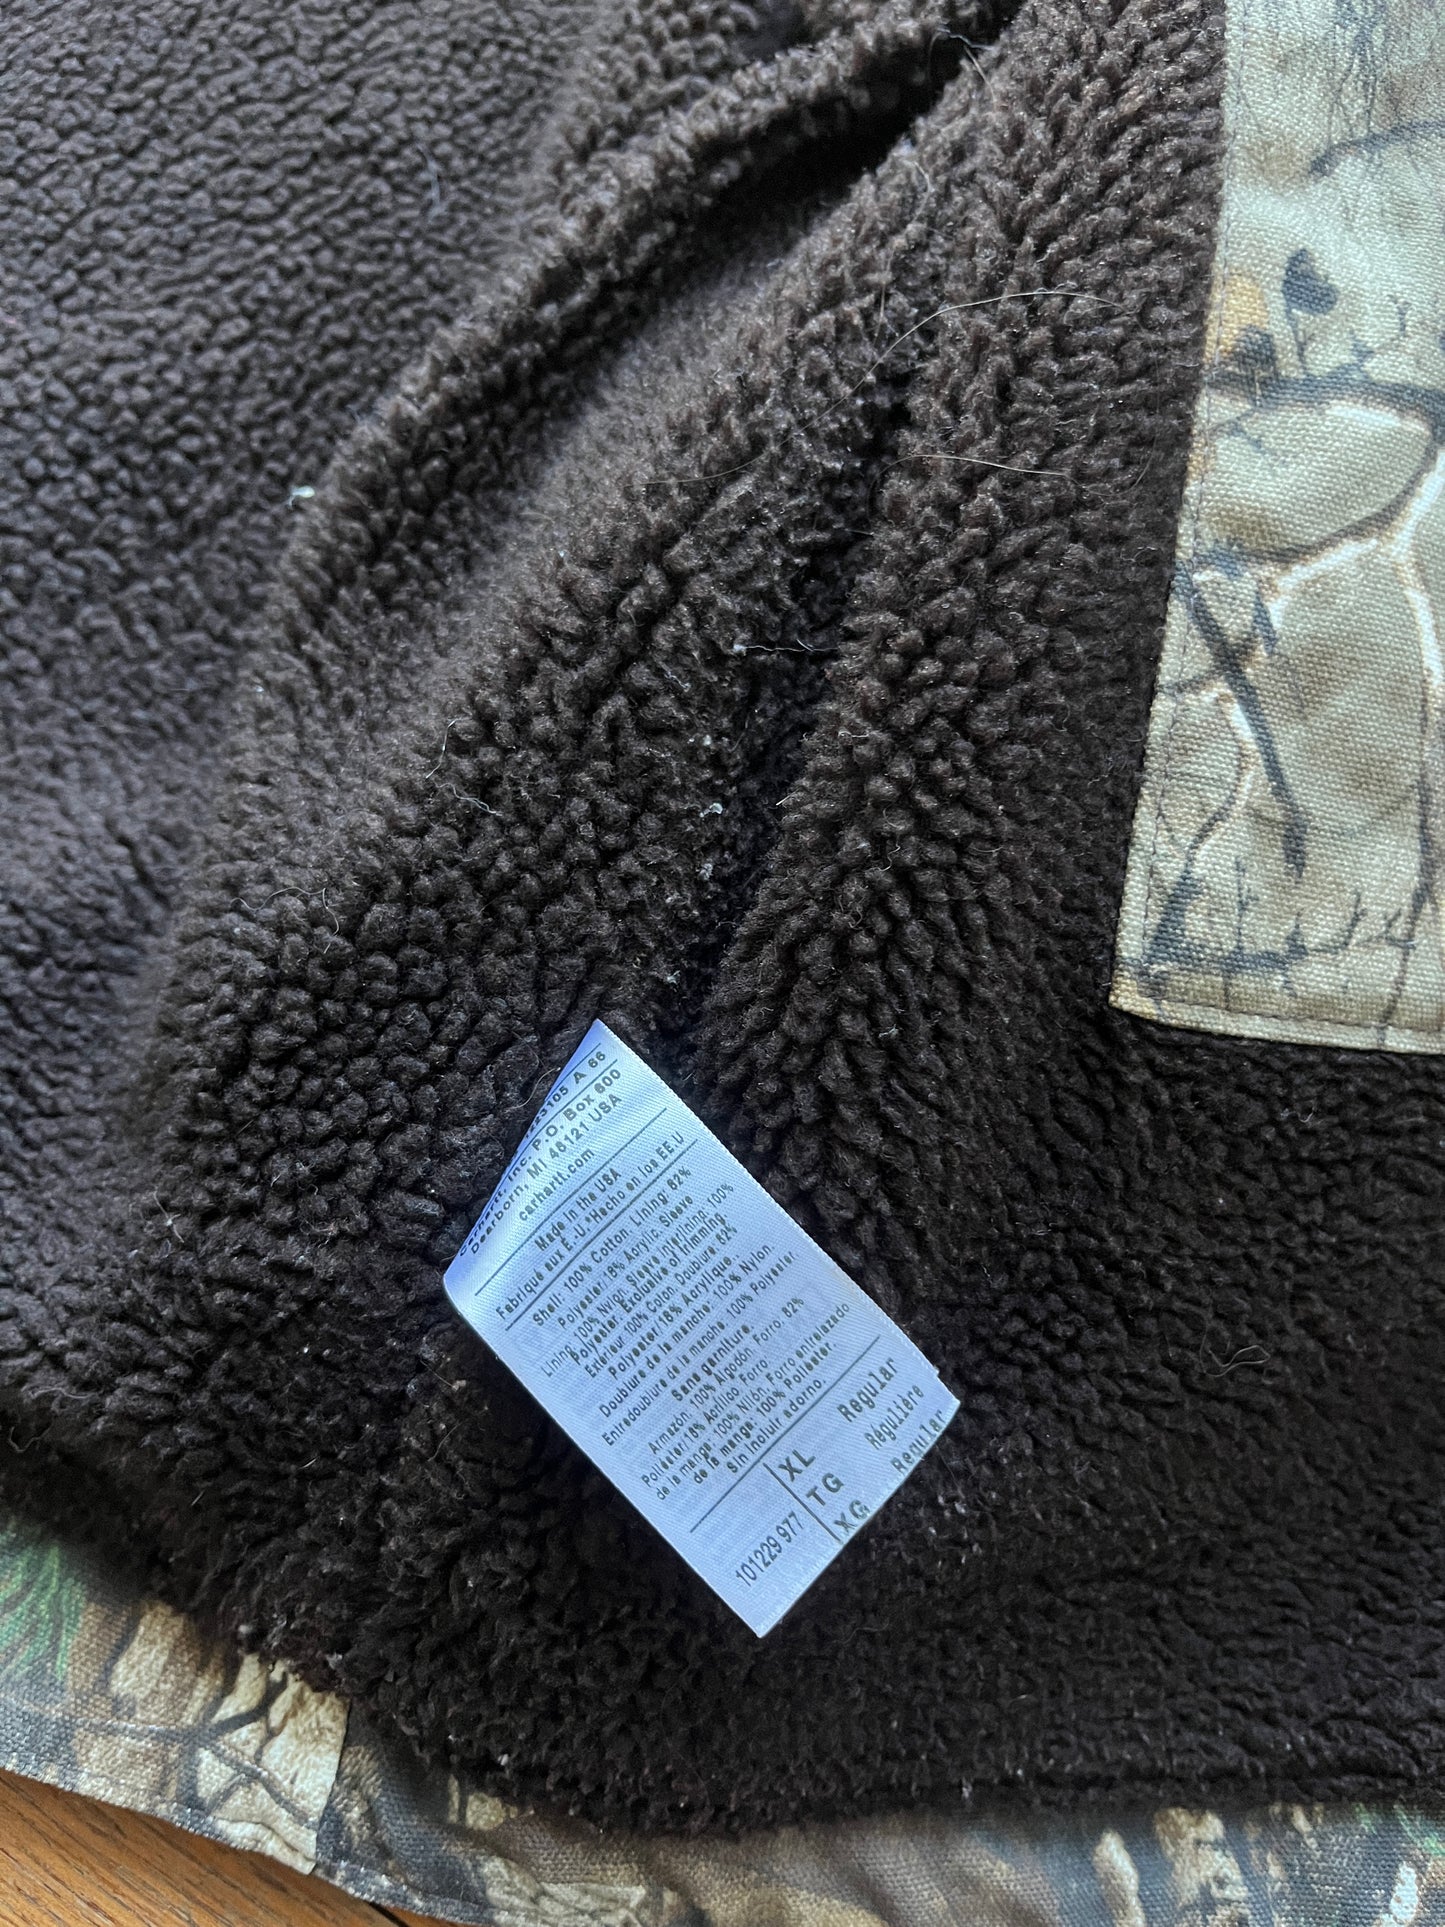 223105 A 66
Carhartt, Inc. P.O. Box 600
Dearborn, MI 48121 USA
carhartt.com
Made in the USA
Fabriqué aux É.-U *Hecho en los EE.U
Shell: 100% Cotton. Lining: 82%
Polyester/18% Acrylic. Sleeve
Lining: 100% Nylon. Sleeve Interlining: 100%
Polyester. Exclusive of trimming.
Extérieur: 100% Coton. Doublure: 82%
Polyester/18% Acrylique.
Doublure de la manche: 100% Nylon.
Entredoublure de la manche: 100% Polyester.
Sans garniture.
Armazón: 100% Algodón. Forro: 82%
Poliéster/18% Acrílico. Forro
de la manga: 100% Nilón. Forro entrelazado
de la manga: 100% Poliéster.
Sin incluir adorno.
XL Regular
TG Régulière
101229 977 XG Regular